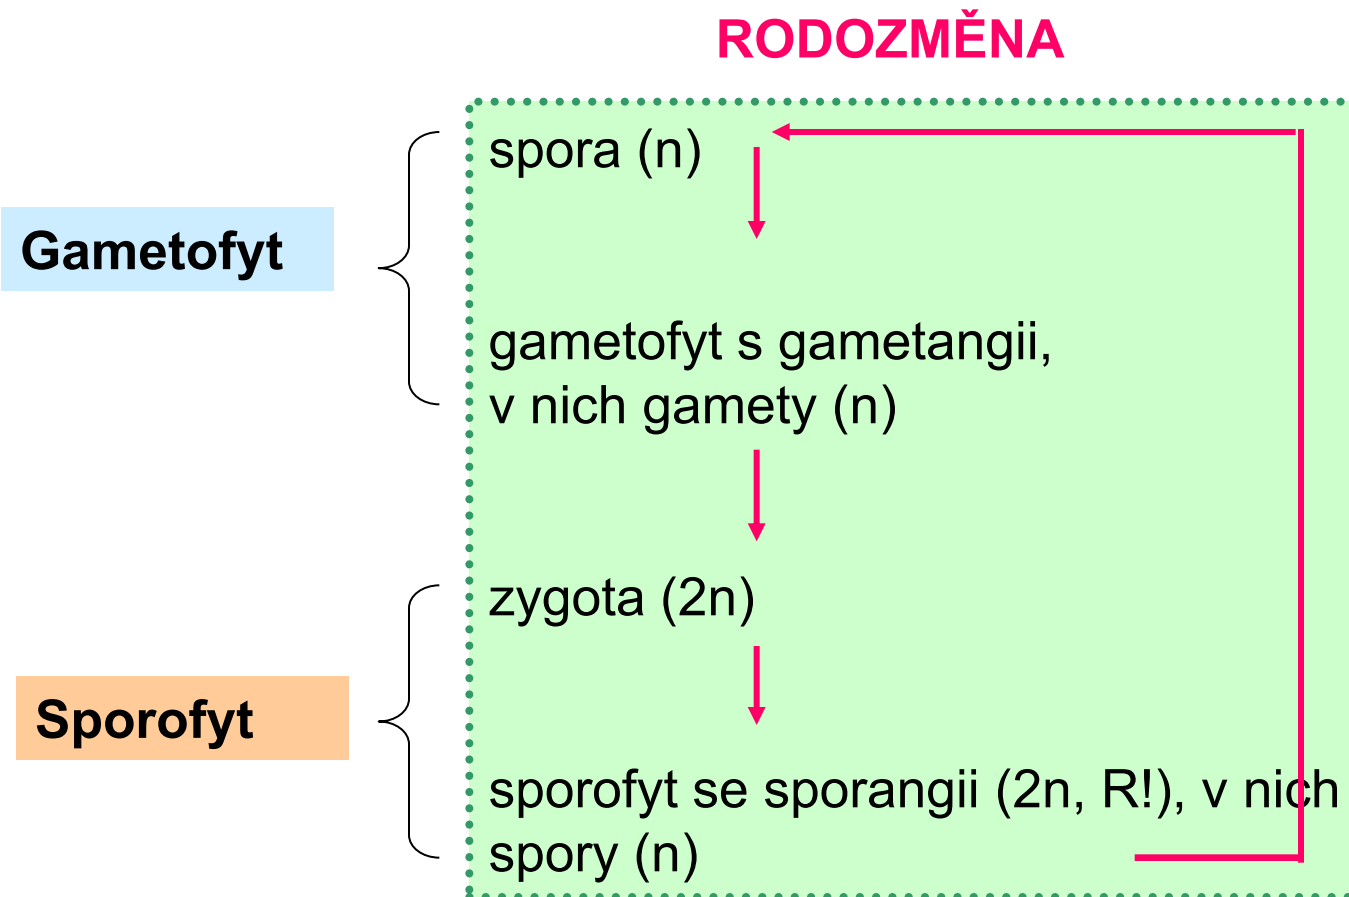 RODOZMĚNA
spora (n)
Gametofyt
gametofyt s gametangii,
v nich gamety (n)
zygota (2n)
Sporofyt
sporofyt se sporangii (2n, R!), v nich
spory (n)